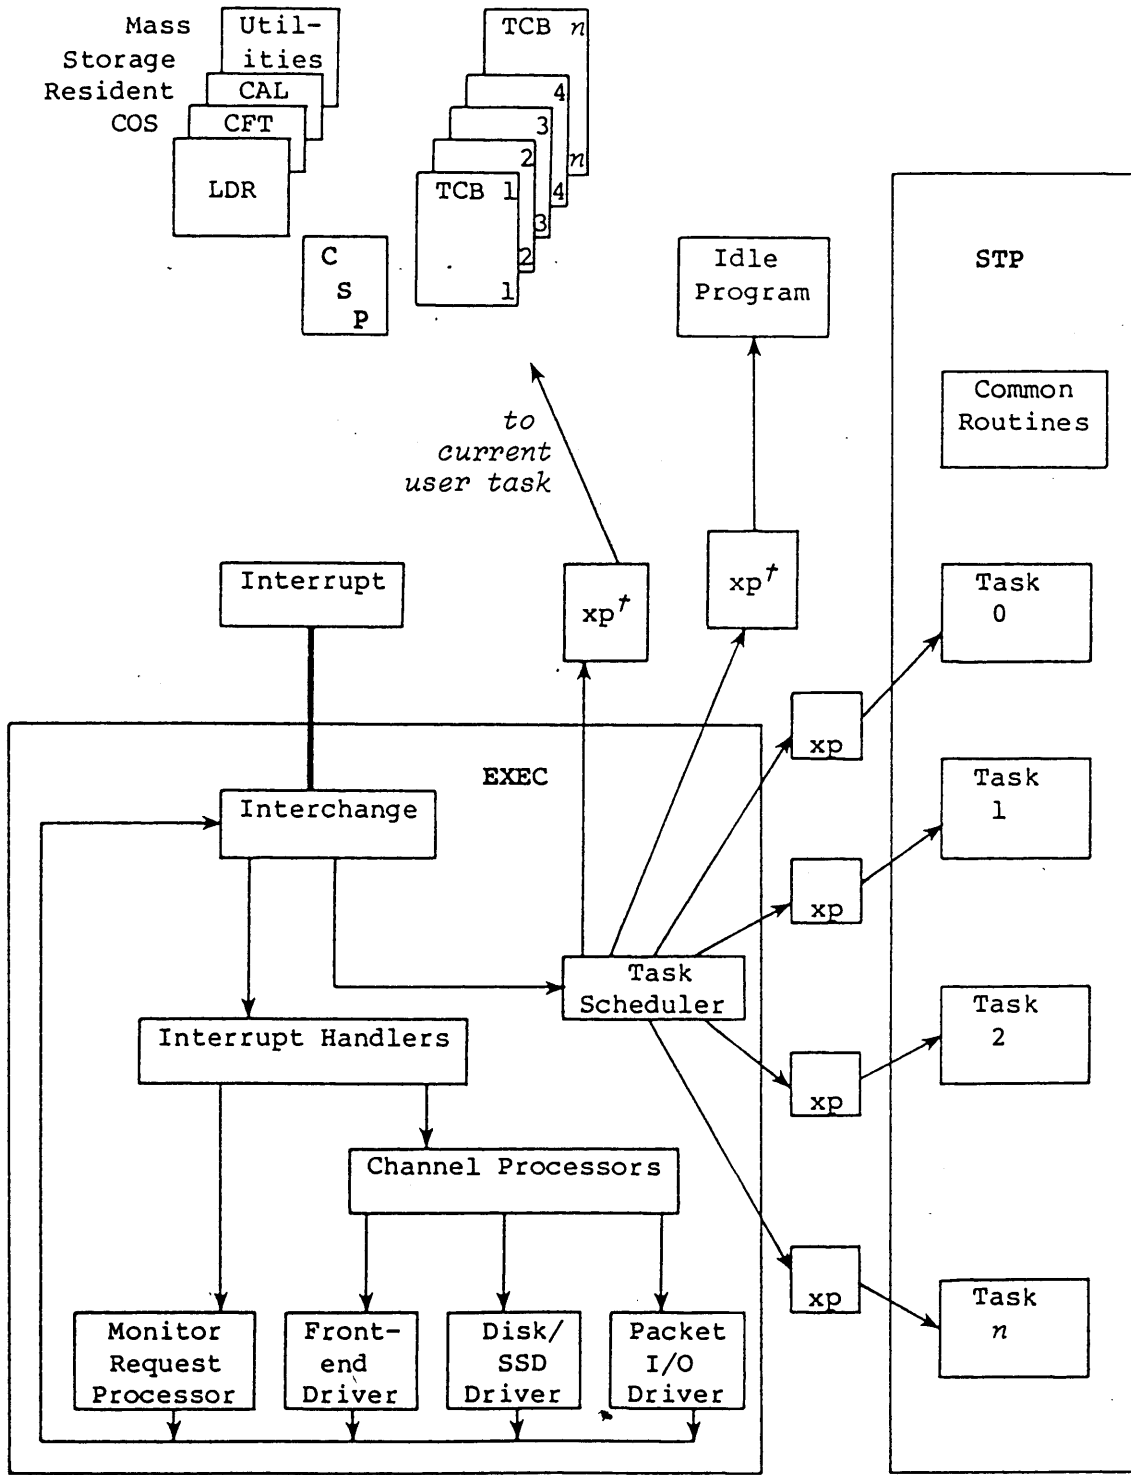 Mass
Storage
Resident
COS
Util-
ities
CAL
CFT
LDR
C
S
P
TCB n
4
3
2
TCB 1
n
4
3
2
1
Idle
Program
STP
Common
Routines
to
current
user task
Interrupt
xp†
xp†
Task
0
xp
EXEC
Interchange
Task
1
xp
Task
Scheduler
Task
2
Interrupt Handlers
xp
Channel Processors
xp
Task
n
Monitor
Request
Processor
Front-
end
Driver
Disk/
SSD
Driver
Packet
I/O
Driver